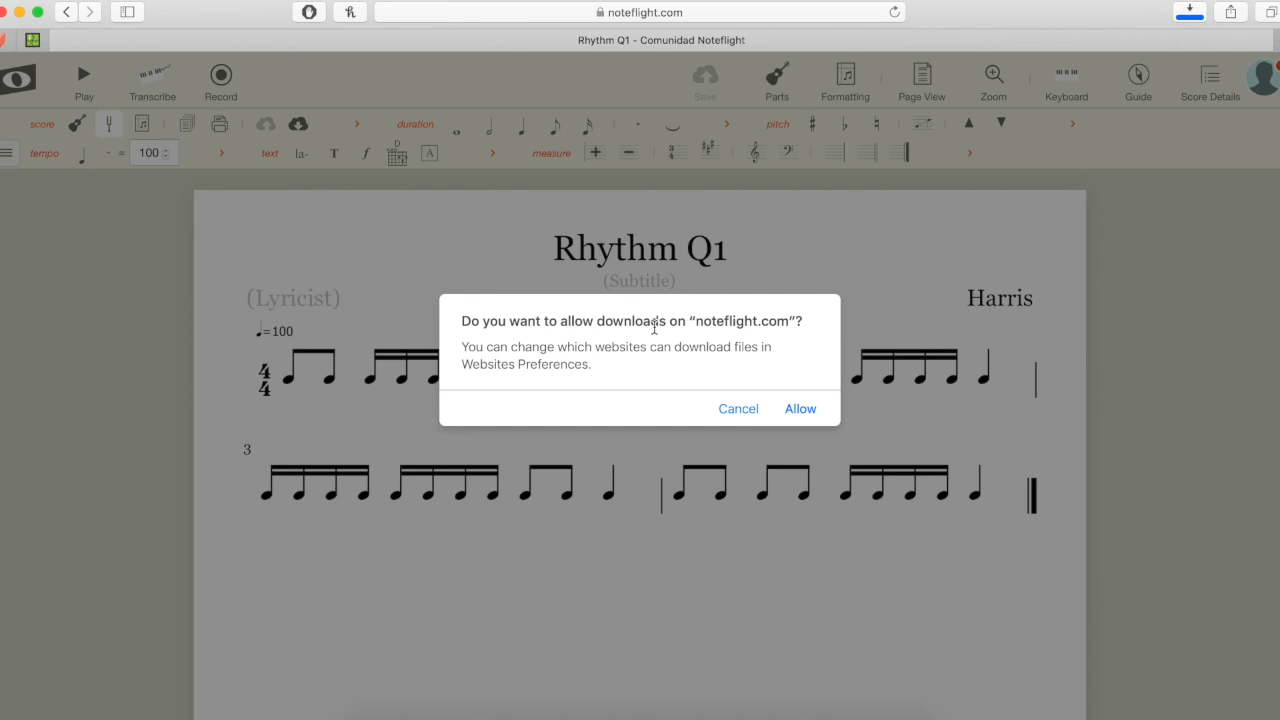 noteflight.com
Rhythm Q1 - Comunidad Noteflight
Play
Transcribe
Record
Save
Parts
Formatting
Page View
Zoom
Keyboard
Guide
Score Details
score
duration
pitch
tempo
= 100
text
la-
T
f
D
A
measure
Rhythm Q1
(Subtitle)
(Lyricist)
Harris
=100
4
4
Do you want to allow downloads on “noteflight.com”?
You can change which websites can download files in
Websites Preferences.
Cancel
Allow
3